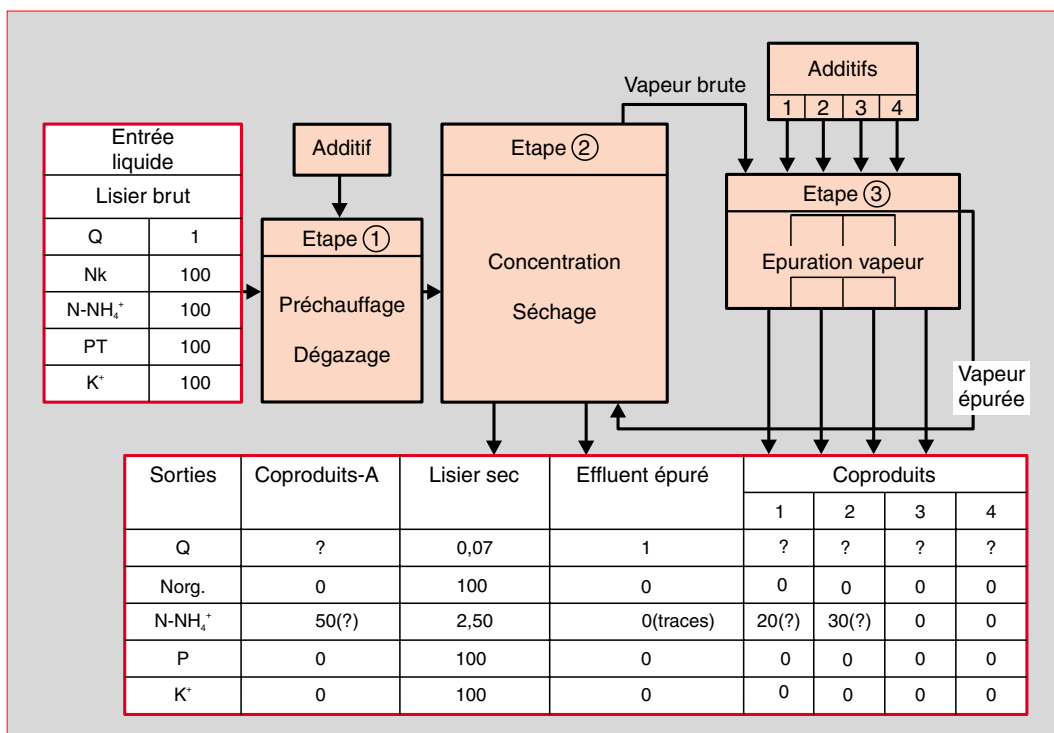 Additifs
1 2 3 4
Vapeur brute
Entrée
liquide
Lisier brut
Q 1
Nk 100
N-NH₄⁺ 100
PT 100
K⁺ 100
Additif
Etape ①
Préchauffage
Dégazage
Etape ②
Concentration
Séchage
Etape ③
Epuration vapeur
Vapeur
épurée
Sorties Coproduits-A Lisier sec Effluent épuré Coproduits
1 2 3 4
Q ? 0,07 1 ? ? ? ?
Norg. 0 100 0 0 0 0 0
N-NH₄⁺ 50(?) 2,50 0(traces) 20(?) 30(?) 0 0
P 0 100 0 0 0 0 0
K⁺ 0 100 0 0 0 0 0